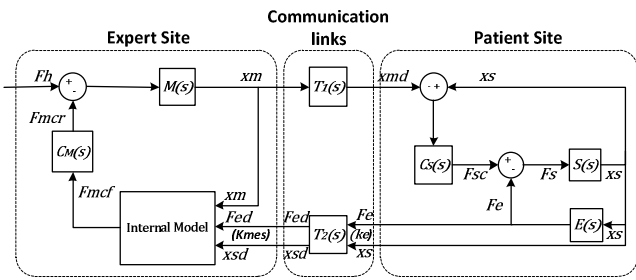 Communication
links
Expert Site
Patient Site
Fh
+
-
M(s)
xm
T1(s)
xmd
- +
xs
Fmcr
CM(s)
Cs(s)
Fsc
+
-
Fs
S(s)
xs
Fmcf
xm
Fe
Internal Model
Fed
(Kmes)
xsd
Fed
xsd
T2(s)
Fe
(ke)
xs
E(s)
xs